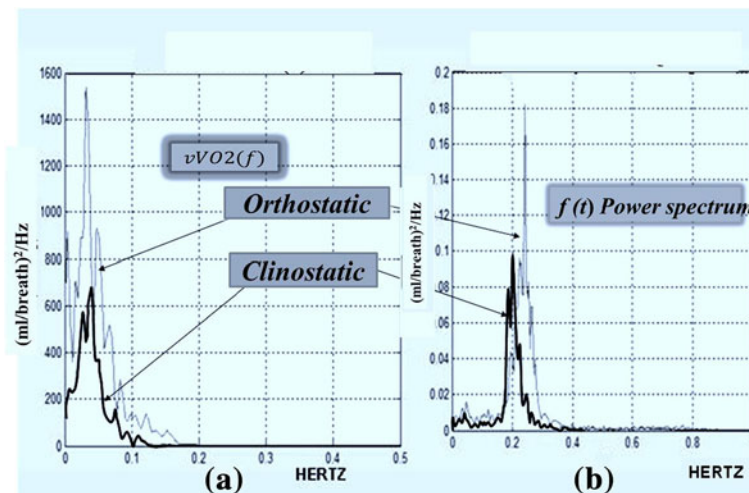 1600
1400
1200
1000
800
600
400
200
0
(ml/breath)²/Hz
vVO2(f)
Orthostatic
Clinostatic
0 0.1 0.2 0.3 0.4 0.5
(a)
HERTZ
0.2
0.18
0.16
0.14
0.12
0.1
0.08
0.06
0.04
0.02
0
(ml/breath)²/Hz
f (t) Power spectrum
0 0.2 0.4 0.6 0.8
(b)
HERTZ